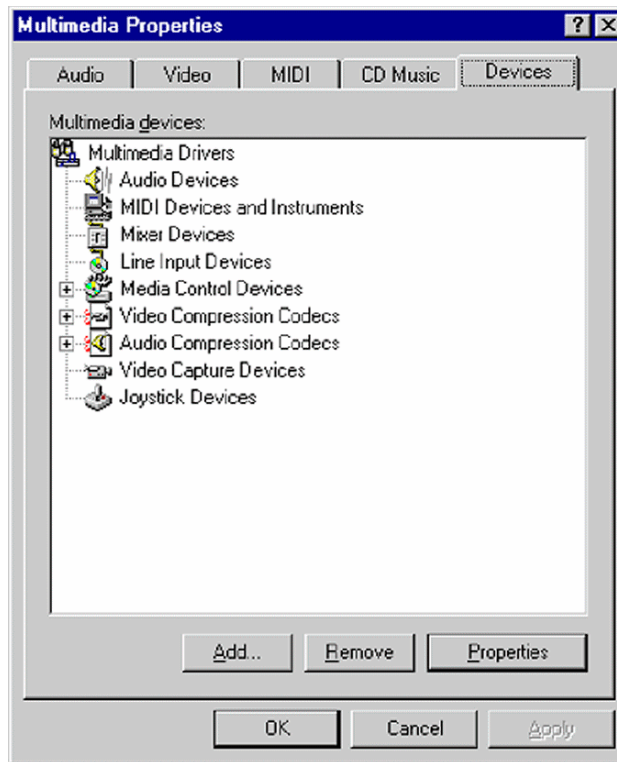 Multimedia Properties
Audio Video MIDI CD Music Devices
Multimedia devices:
Multimedia Drivers
Audio Devices
MIDI Devices and Instruments
Mixer Devices
Line Input Devices
Media Control Devices
Video Compression Codecs
Audio Compression Codecs
Video Capture Devices
Joystick Devices
Add... Remove Properties
OK Cancel Apply